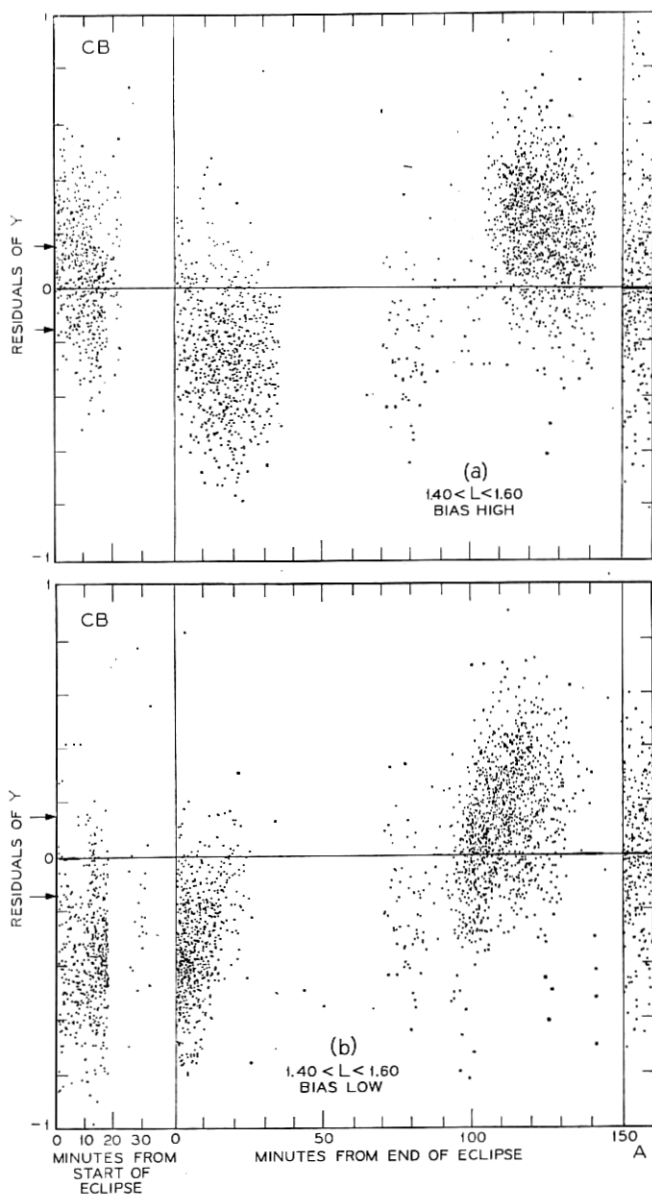 1
CB
RESIDUALS OF Y
0
(a)
1.40 < L < 1.60
BIAS HIGH
-1
1
CB
RESIDUALS OF Y
0
(b)
1.40 < L < 1.60
BIAS LOW
-1
0 10 20 30 0 50 100 150 A
MINUTES FROM START OF ECLIPSE
MINUTES FROM END OF ECLIPSE